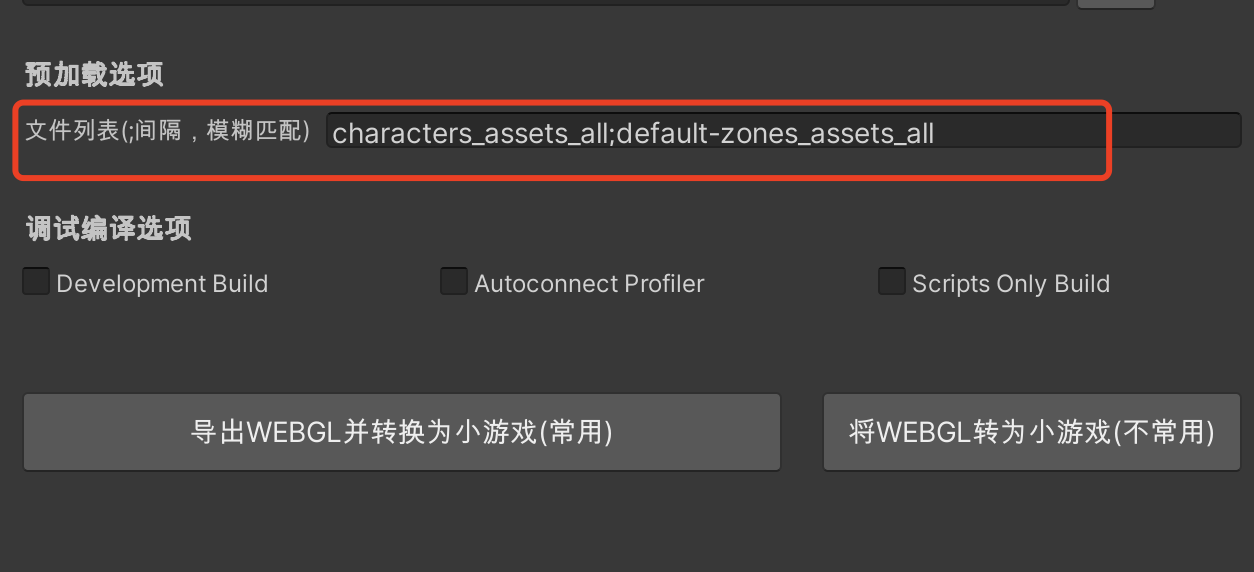 预加载选项
文件列表(;间隔，模糊匹配) characters_assets_all;default-zones_assets_all
调试编译选项
Development Build Autoconnect Profiler Scripts Only Build
导出WEBGL并转换为小游戏(常用) 将WEBGL转为小游戏(不常用)